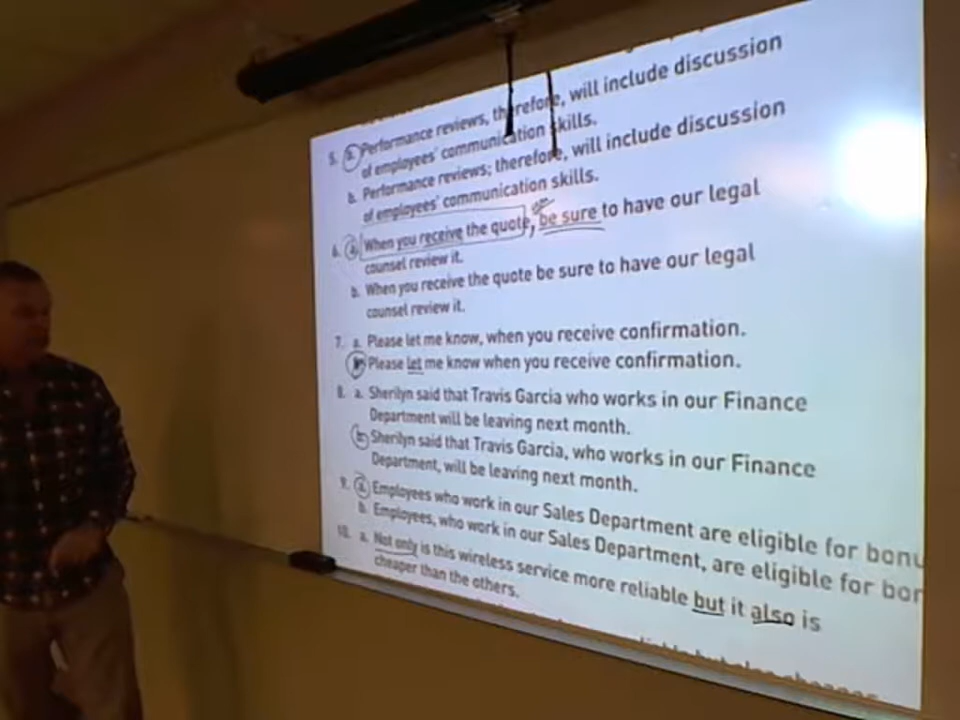 5. a. Performance reviews, therefore, will include discussion
of employees' communication skills.
b. Performance reviews; therefore, will include discussion
of employees' communication skills.
6. a. When you receive the quote, be sure to have our legal
counsel review it.
b. When you receive the quote be sure to have our legal
counsel review it.
7. a. Please let me know, when you receive confirmation.
b. Please let me know when you receive confirmation.
8. a. Sherilyn said that Travis Garcia who works in our Finance
Department will be leaving next month.
b. Sherilyn said that Travis Garcia, who works in our Finance
Department, will be leaving next month.
9. a. Employees who work in our Sales Department are eligible for bonu
b. Employees, who work in our Sales Department, are eligible for bon
10. a. Not only is this wireless service more reliable but it also is
cheaper than the others.